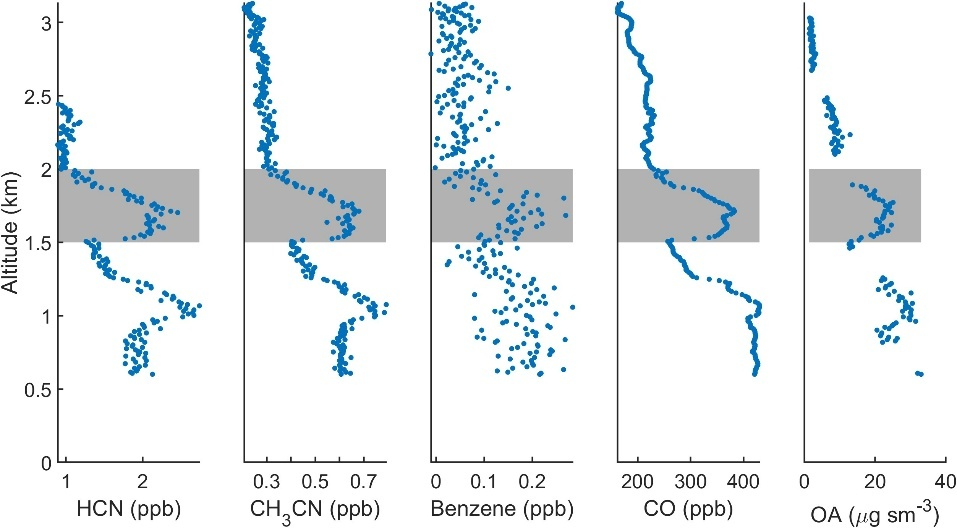 3
2.5
2
1.5
1
0.5
0
Altitude (km)
1 2
HCN (ppb)
0.3 0.5 0.7
CH₃CN (ppb)
0 0.1 0.2
Benzene (ppb)
200 300 400
CO (ppb)
0 20 40
OA (μg sm⁻³)